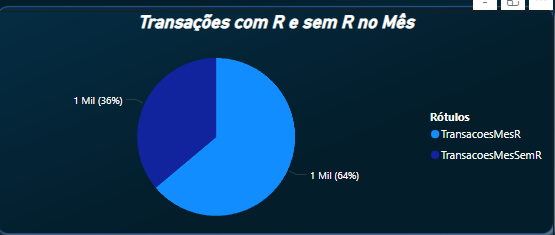 Transações com R e sem R no Mês
1 Mil (36%)
Rótulos
TransacoesMesR
TransacoesMesSemR
1 Mil (64%)